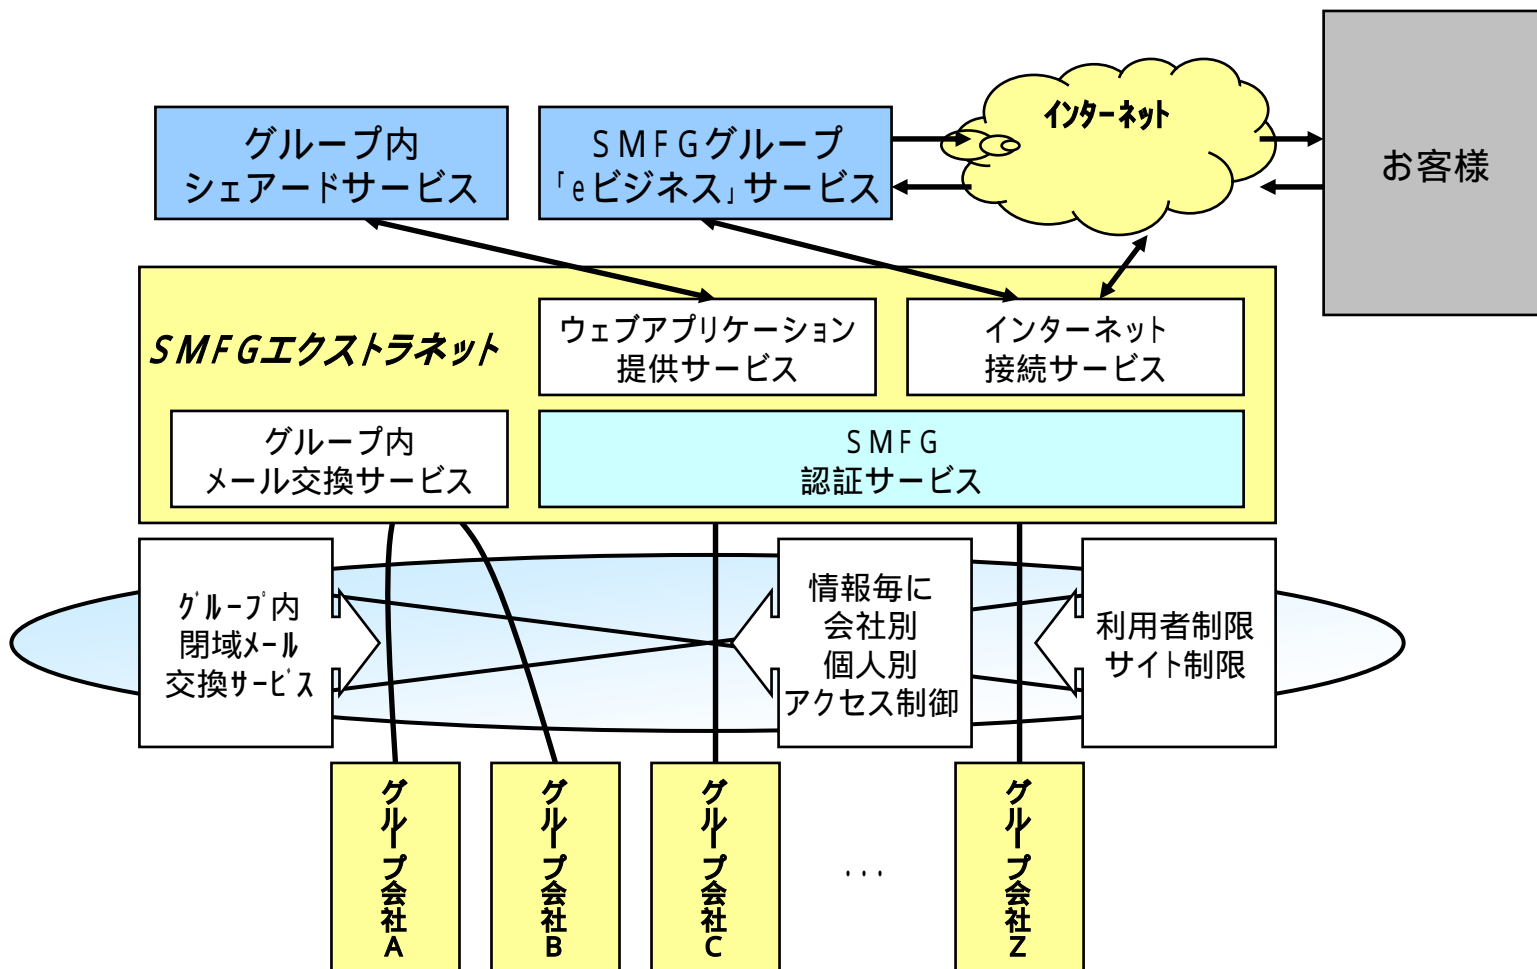 インターネット
お客様
グループ内
シェアードサービス
SMFGグループ
「eビジネス」サービス
SMFGエクストラネット
ウェブアプリケーション
提供サービス
インターネット
接続サービス
グループ内
メール交換サービス
SMFG
認証サービス
グループ内
閉域メール
交換サービス
情報毎に
会社別
個人別
アクセス制御
利用者制限
サイト制限
グループ会社A
グループ会社B
グループ会社C
...
グループ会社Z